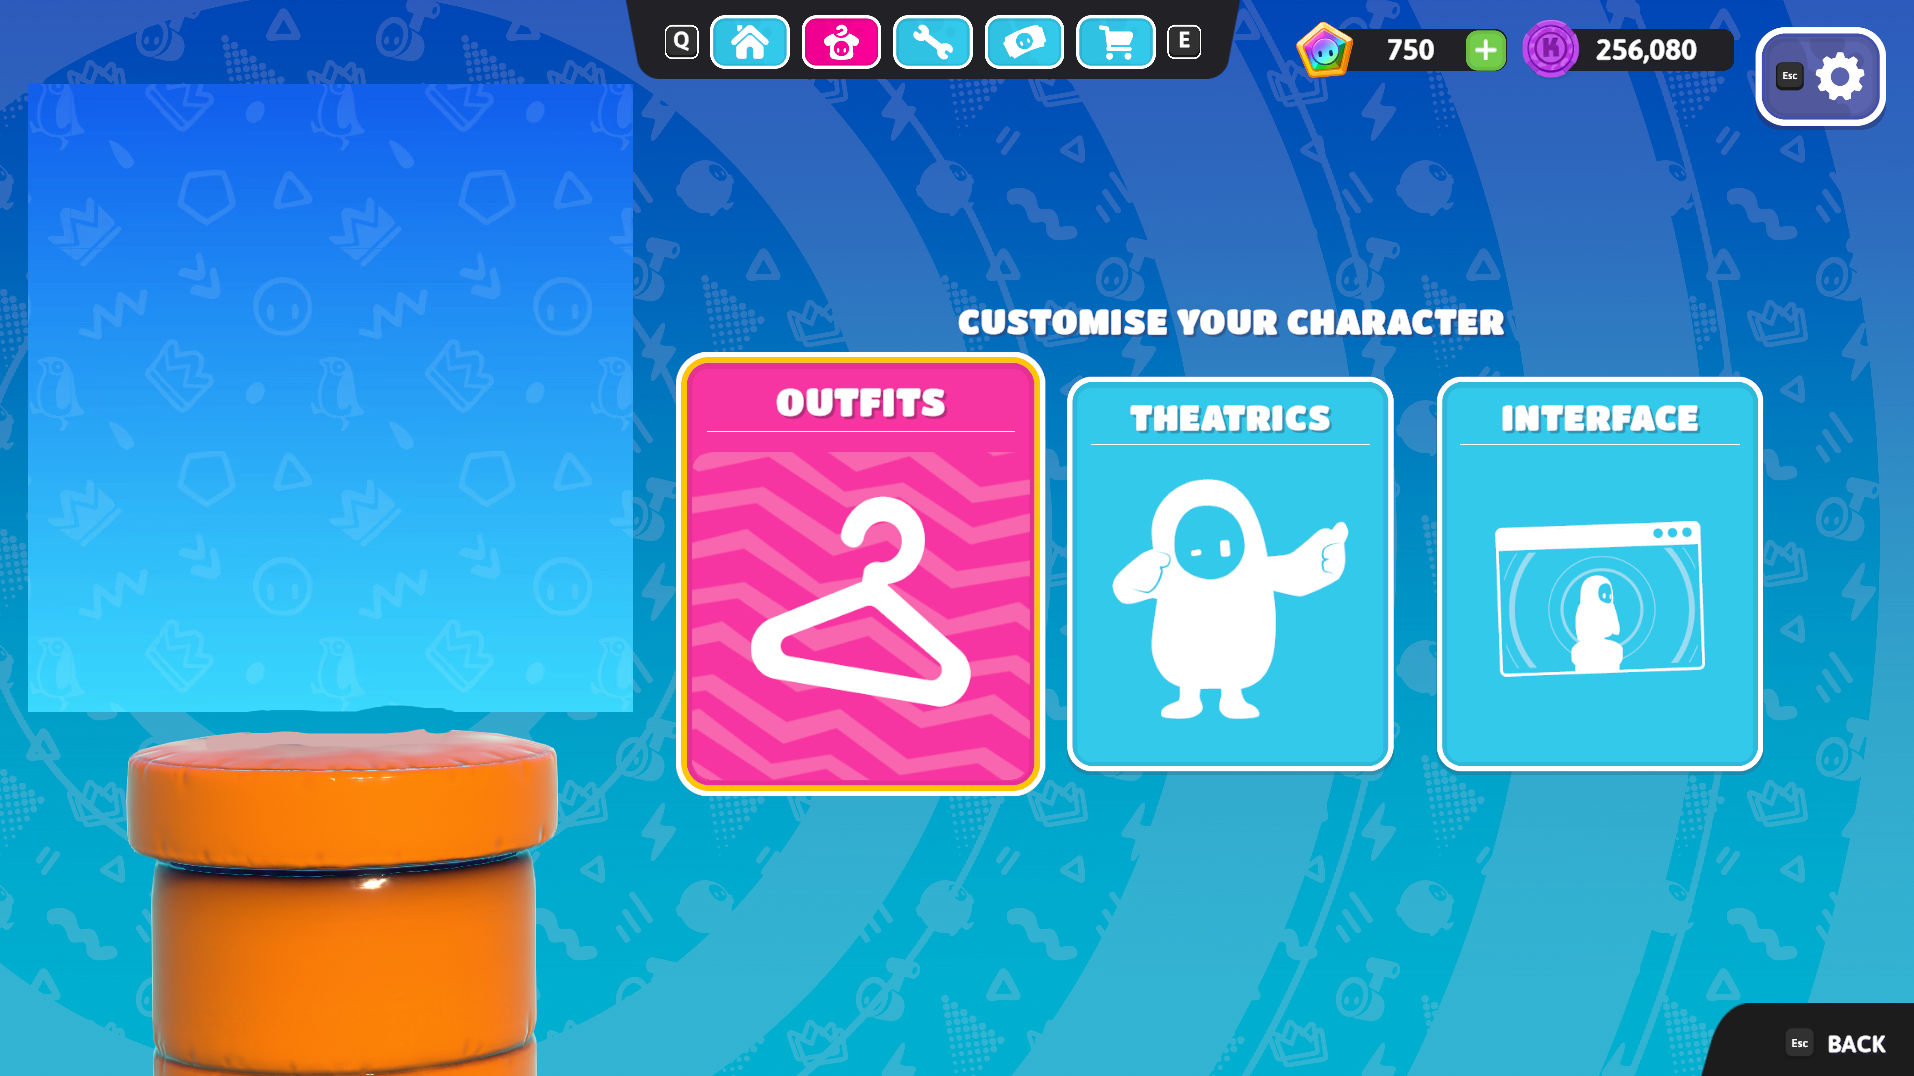 Q
E
750
256,080
Esc
CUSTOMISE YOUR CHARACTER
OUTFITS
THEATRICS
INTERFACE
Esc BACK